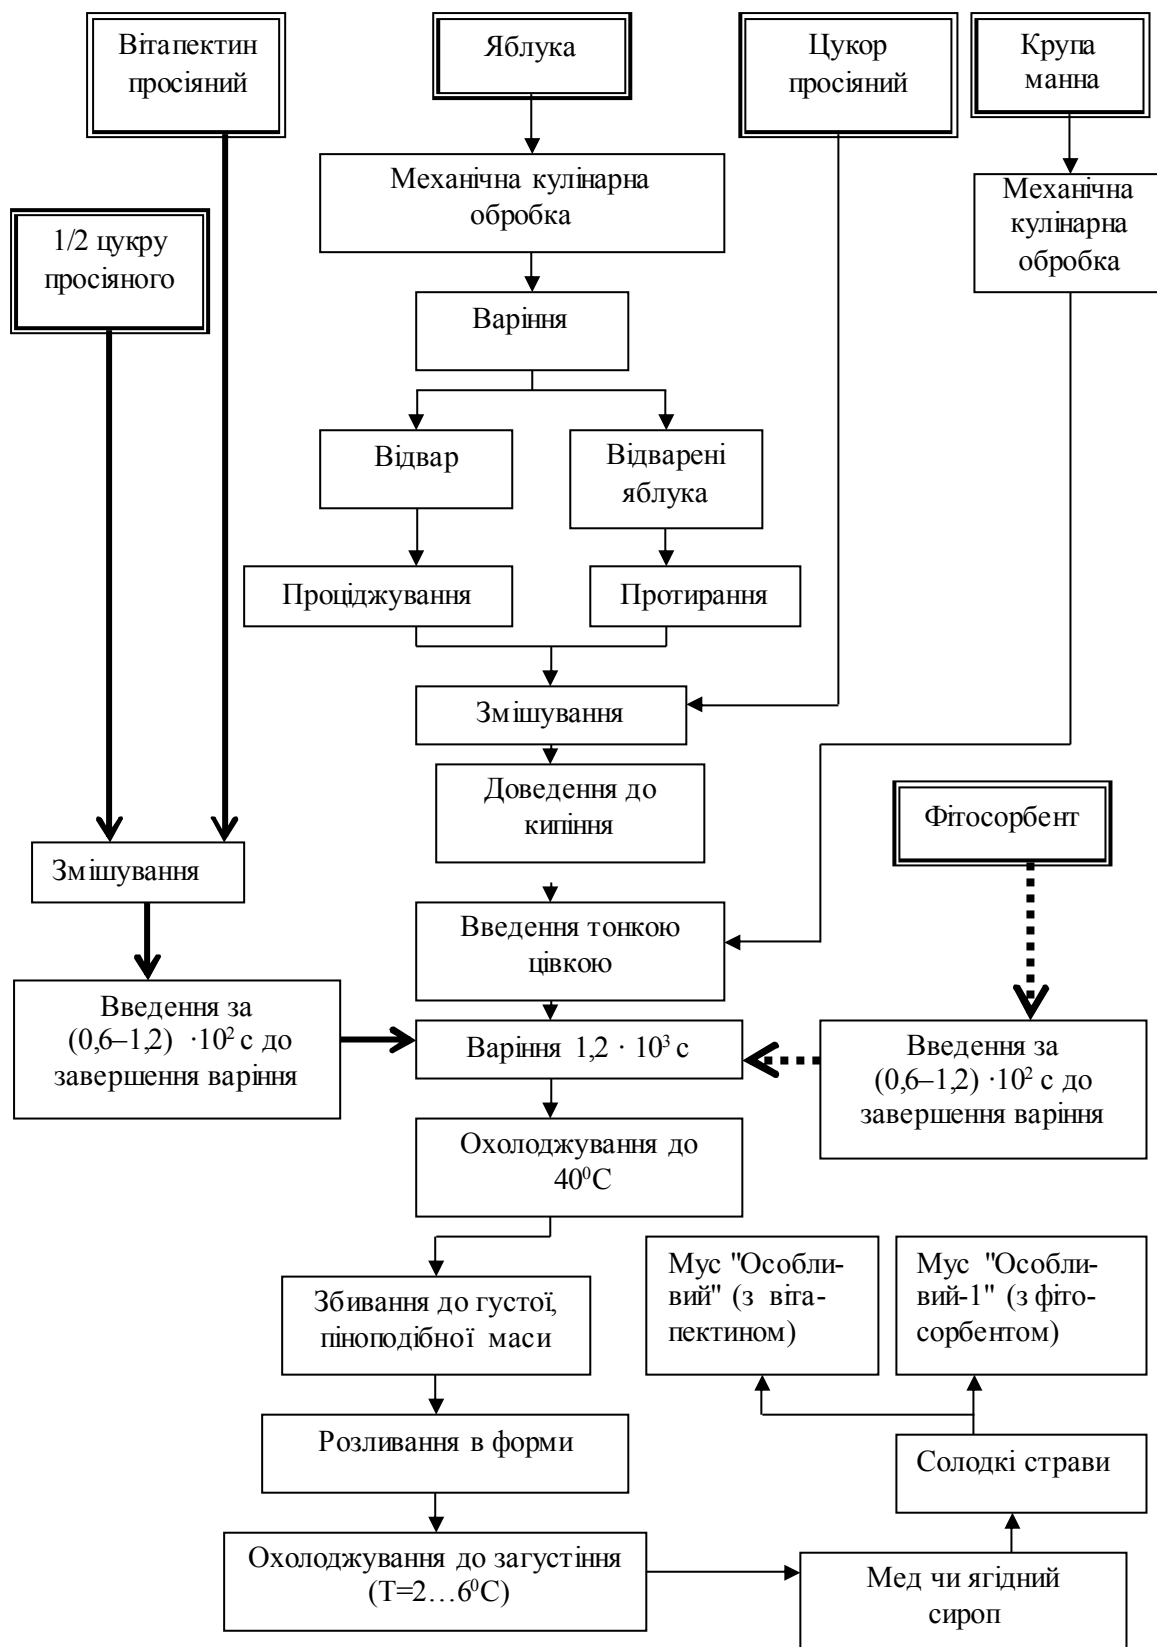 Вітапектин
просіяний
Яблука
Цукор
просіяний
Крупа
манна
Механічна кулінарна
обробка
Механічна
кулінарна
обробка
1/2 цукру
просіяного
Варіння
Відвар
Відварені
яблука
Проціджування
Протирання
Змішування
Доведення до
кипіння
Фітосорбент
Змішування
Введення тонкою
цівкою
Введення за
(0,6–1,2) ·10² с до
завершення варіння
Варіння 1,2 · 10³ с
Введення за
(0,6–1,2) ·10² с до
завершення варіння
Охолоджування до
40⁰С
Збивання до густої,
піноподібної маси
Мус "Особли-
вий" (з віта-
пектином)
Мус "Особли-
вий-1" (з фіто-
сорбентом)
Розливання в форми
Солодкі страви
Охолоджування до загустіння
(Т=2…6⁰С)
Мед чи ягідний
сироп